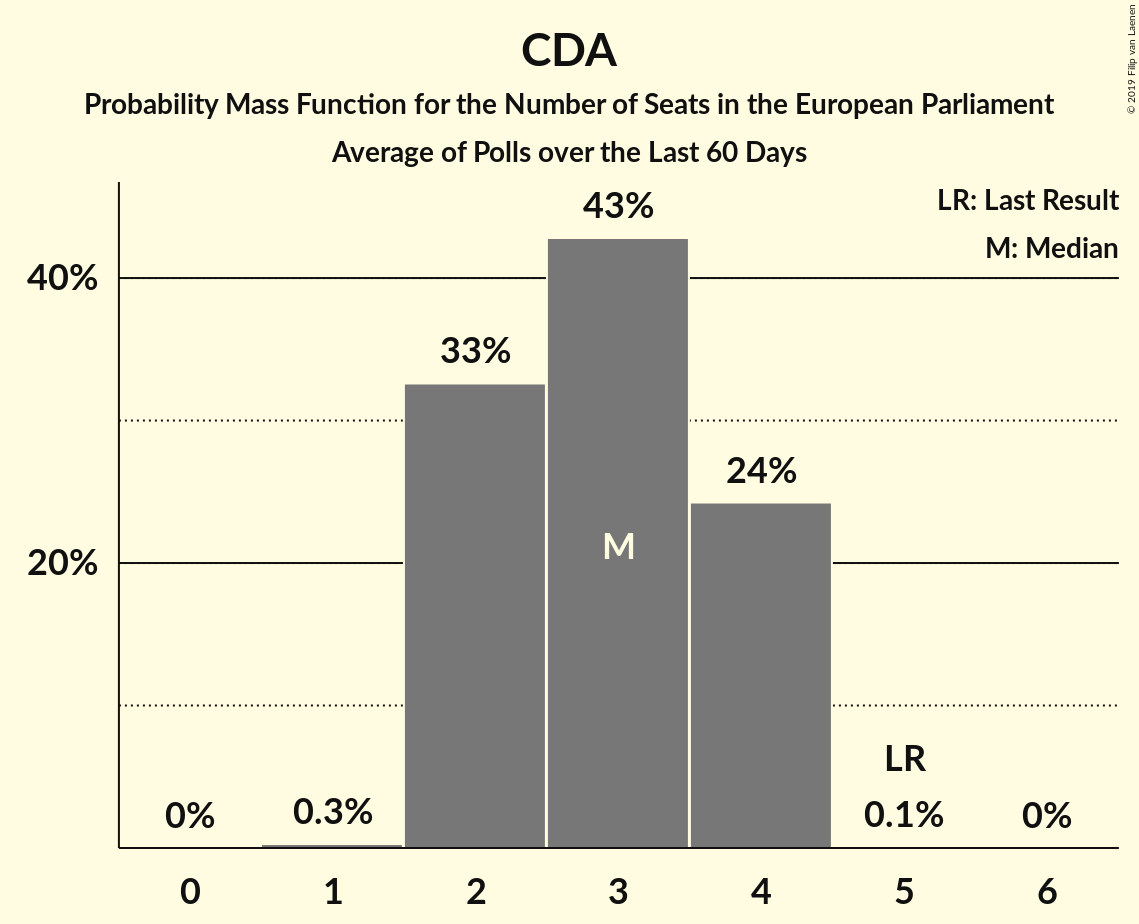 CDA
Probability Mass Function for the Number of Seats in the European Parliament
Average of Polls over the Last 60 Days
© 2019 Filip van Laenen
LR: Last Result
M: Median
40%
20%
0%
0.3%
33%
43%
M
24%
LR
0.1%
0%
0 1 2 3 4 5 6